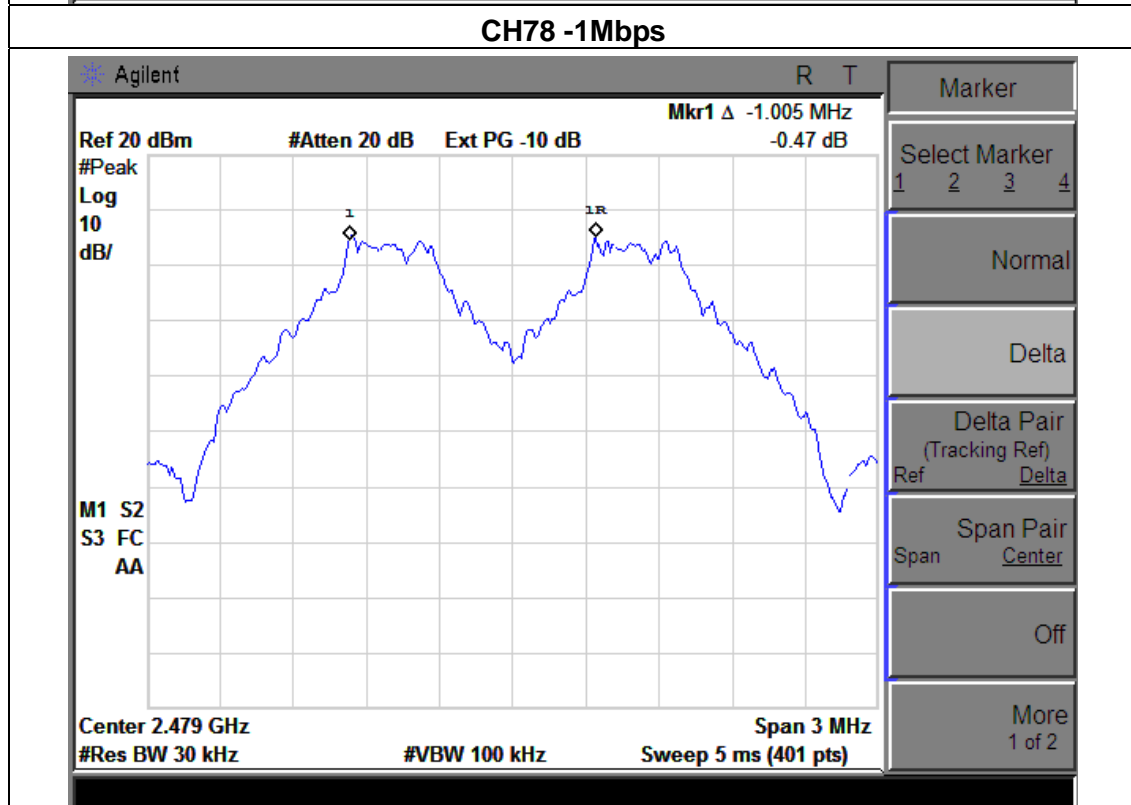 CH78 -1Mbps
Agilent R T
Mkr1 Δ -1.005 MHz
Ref 20 dBm #Atten 20 dB Ext PG -10 dB -0.47 dB
#Peak
Log
10
dB/
1
1R
M1 S2
S3 FC
AA
Center 2.479 GHz Span 3 MHz
#Res BW 30 kHz #VBW 100 kHz Sweep 5 ms (401 pts)
Marker
Select Marker
1 2 3 4
Normal
Delta
Delta Pair
(Tracking Ref)
Ref Delta
Span Pair
Span Center
Off
More
1 of 2